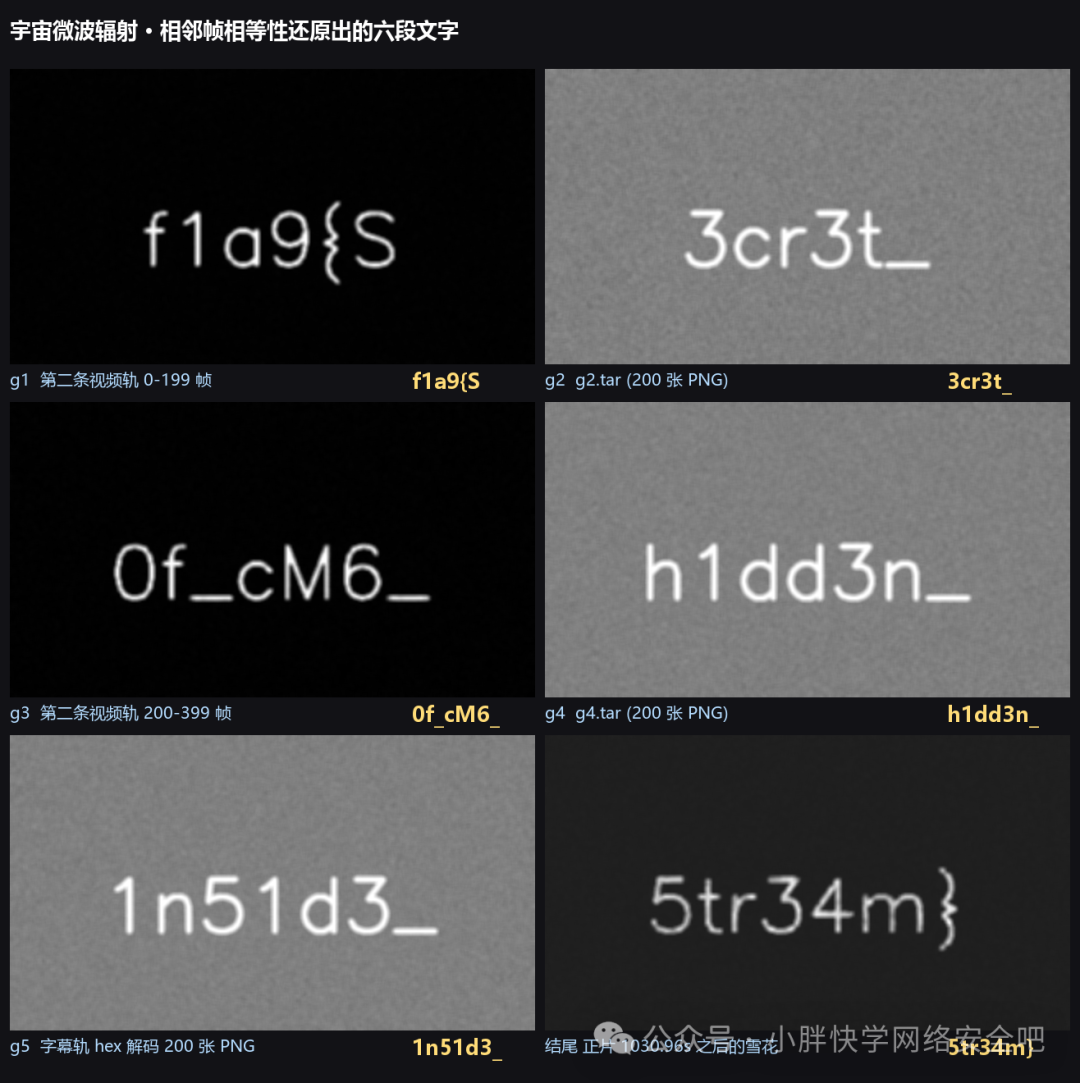 宇宙微波辐射·相邻帧相等性还原出的六段文字
f1a9{S
3cr3t_
g1 第二条视频轨 0-199 帧 f1a9{S
g2 g2.tar (200 张 PNG) 3cr3t_
0f_cM6_
h1dd3n_
g3 第二条视频轨 200-399 帧 0f_cM6_
g4 g4.tar (200 张 PNG) h1dd3n_
1n51d3_
5tr34m}
g5 字幕轨 hex 解码 200 张 PNG 1n51d3_
结尾 正片 1030.96s 之后的雪花 5tr34m}
公众号·小胖快学网络安全吧